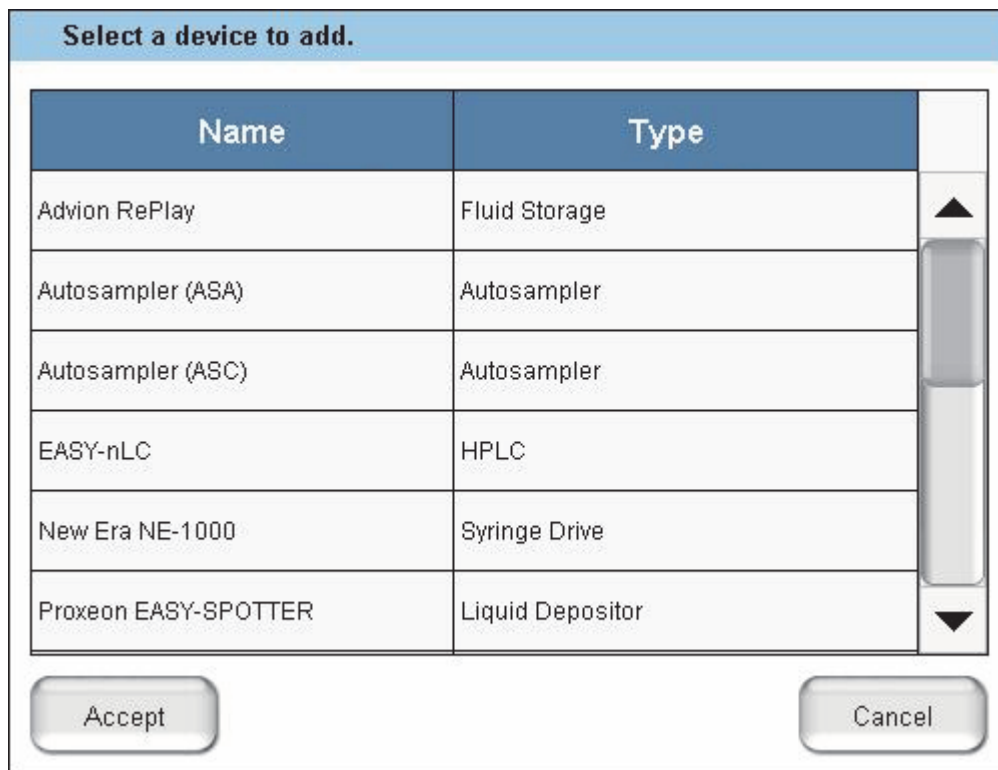 Select a device to add.
Name Type
Advion RePlay Fluid Storage
Autosampler (ASA) Autosampler
Autosampler (ASC) Autosampler
EASY-nLC HPLC
New Era NE-1000 Syringe Drive
Proxeon EASY-SPOTTER Liquid Depositor
Accept Cancel